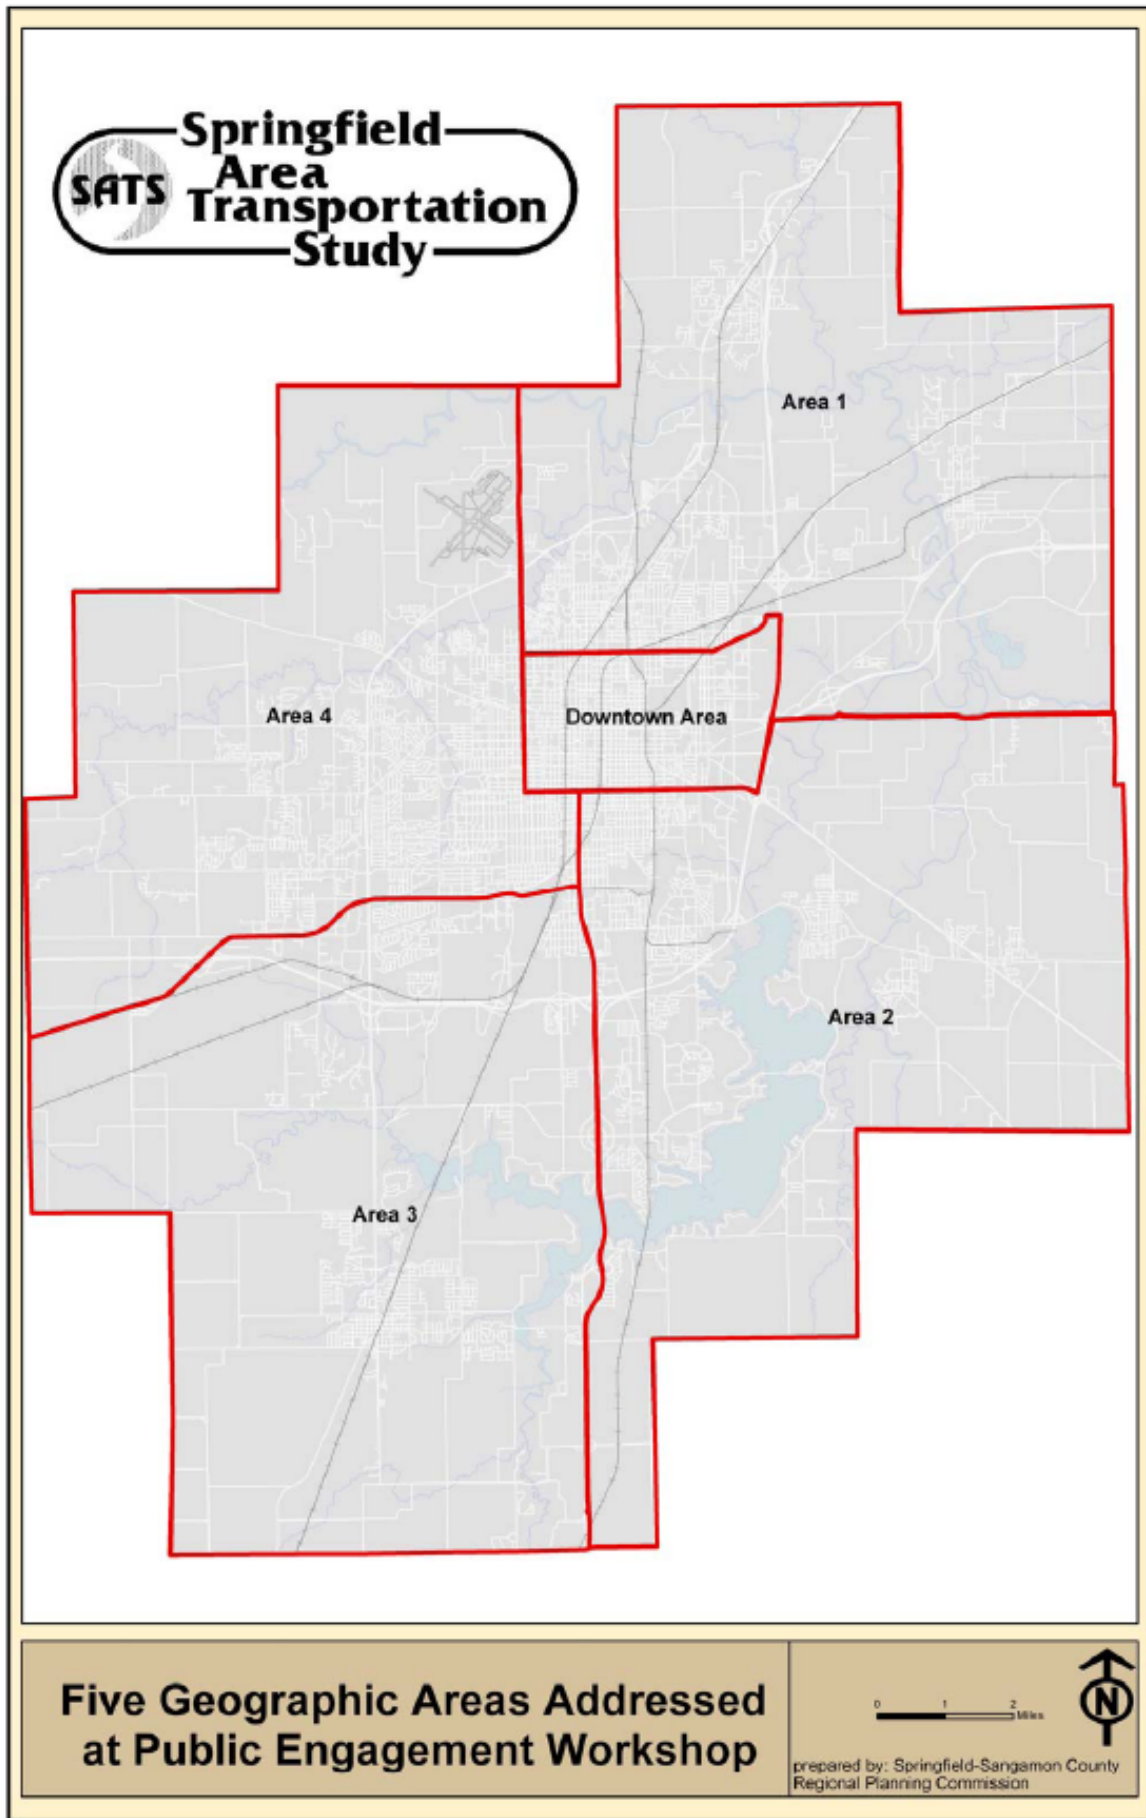 Springfield
Area
Transportation
Study
SATS
Area 1
Area 4
Downtown Area
Area 2
Area 3
Five Geographic Areas Addressed
at Public Engagement Workshop
0 1 2
Miles
N
prepared by: Springfield-Sangamon County
Regional Planning Commission